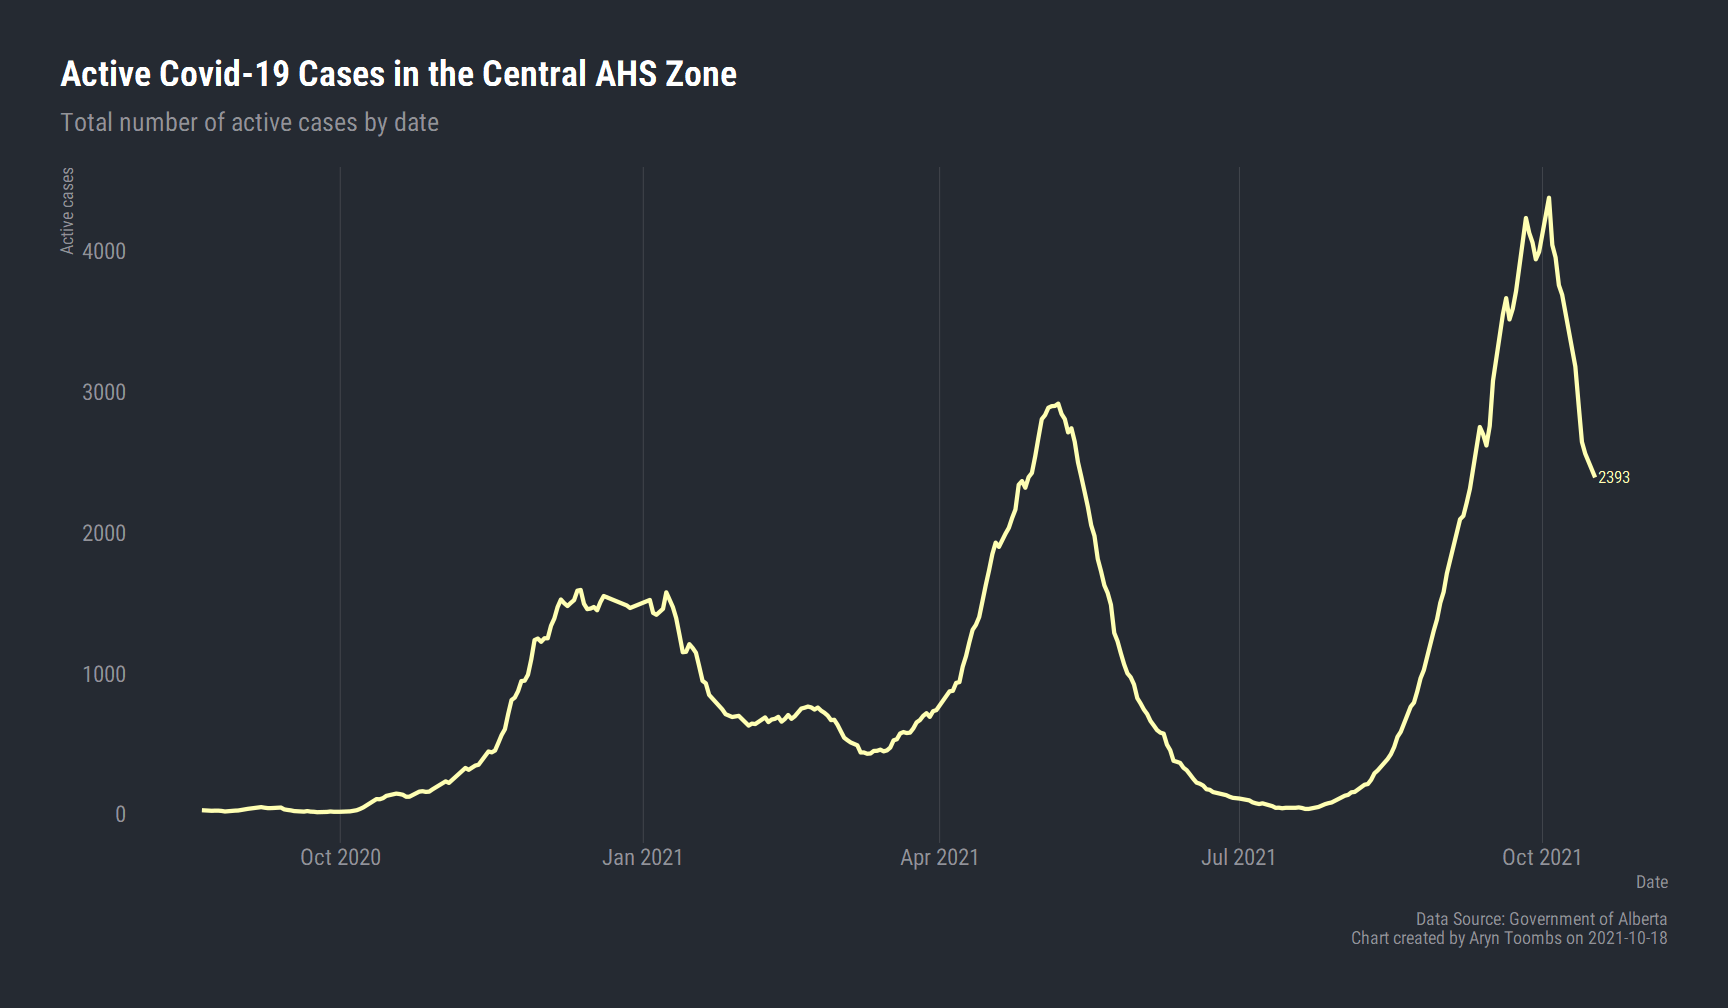 Active Covid-19 Cases in the Central AHS Zone
Total number of active cases by date
Active cases
4000
3000
2000
1000
0
2393
Oct 2020
Jan 2021
Apr 2021
Jul 2021
Oct 2021
Date
Data Source: Government of Alberta
Chart created by Aryn Toombs on 2021-10-18